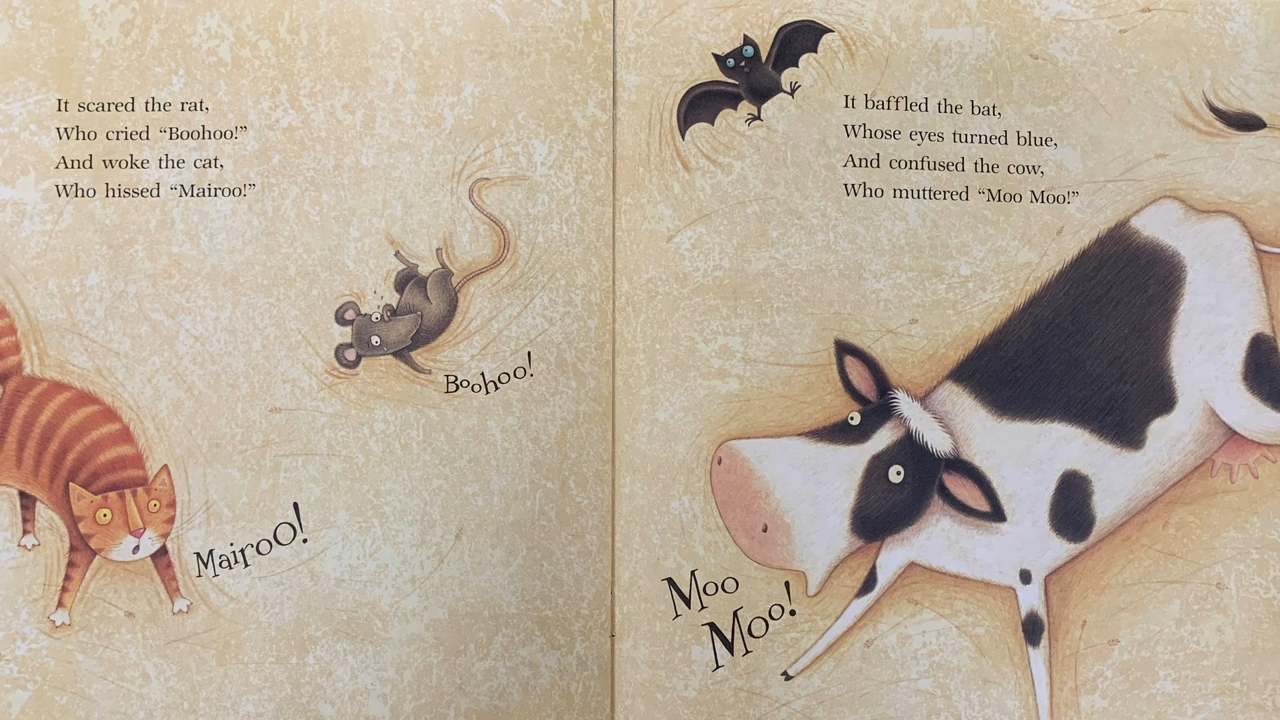 It scared the rat,
Who cried “Boohoo!”
And woke the cat,
Who hissed “Mairoo!”
Boohoo!
MairoO!
It baffled the bat,
Whose eyes turned blue,
And confused the cow,
Who muttered “Moo Moo!”
Moo
Moo!